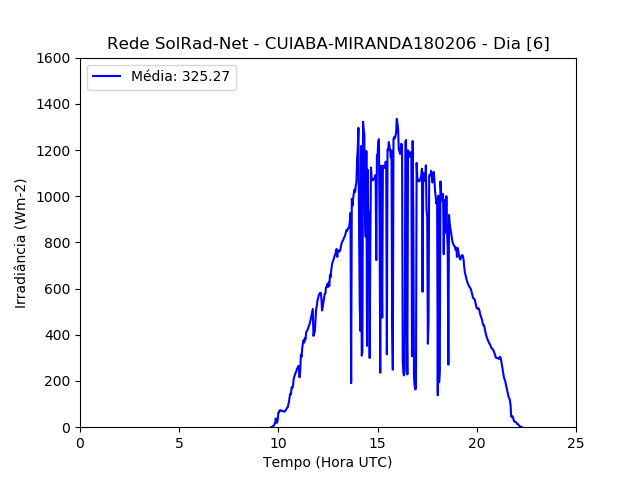 Rede SolRad-Net - CUIABA-MIRANDA180206 - Dia [6]
Média: 325.27
Irradiância (Wm-2)
1600
1400
1200
1000
800
600
400
200
0
0 5 10 15 20 25
Tempo (Hora UTC)